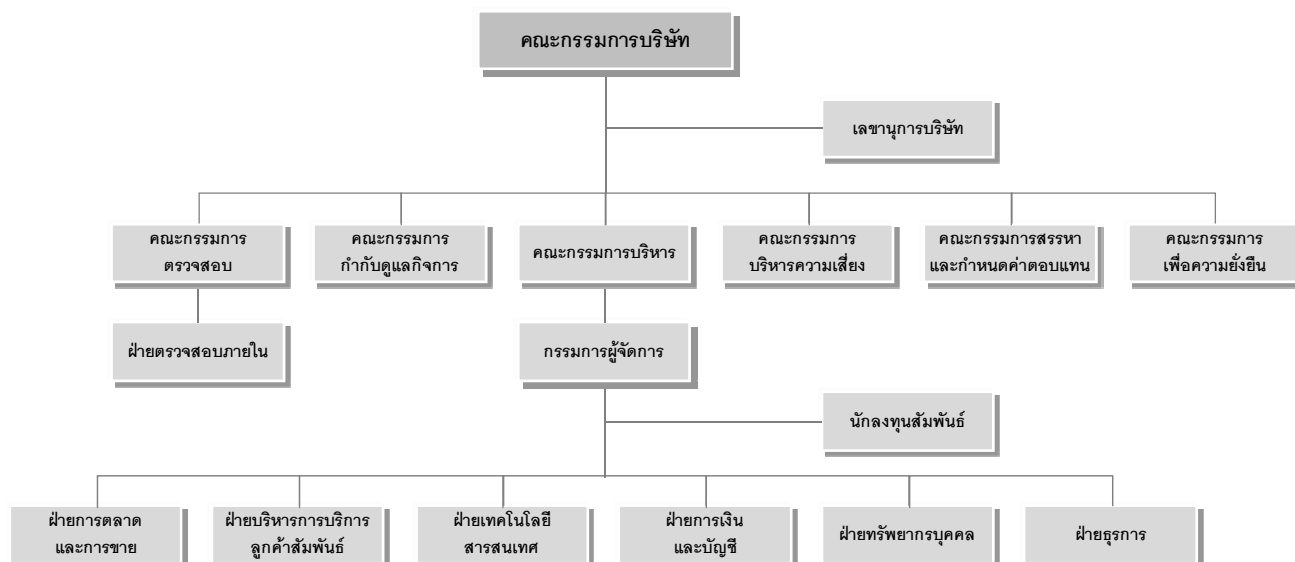 คณะกรรมการบริษัท
เลขานุการบริษัท
คณะกรรมการ
ตรวจสอบ
คณะกรรมการ
กำกับดูแลกิจการ
คณะกรรมการบริหาร
คณะกรรมการ
บริหารความเสี่ยง
คณะกรรมการสรรหา
และกำหนดค่าตอบแทน
คณะกรรมการ
เพื่อความยั่งยืน
ฝ่ายตรวจสอบภายใน
กรรมการผู้จัดการ
นักลงทุนสัมพันธ์
ฝ่ายการตลาด
และการขาย
ฝ่ายบริหารการบริการ
ลูกค้าสัมพันธ์
ฝ่ายเทคโนโลยี
สารสนเทศ
ฝ่ายการเงิน
และบัญชี
ฝ่ายทรัพยากรบุคคล
ฝ่ายธุรการ